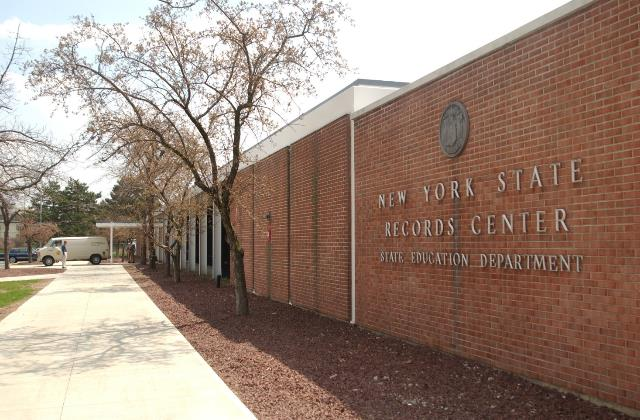 NEW YORK STATE
RECORDS CENTER
STATE EDUCATION DEPARTMENT